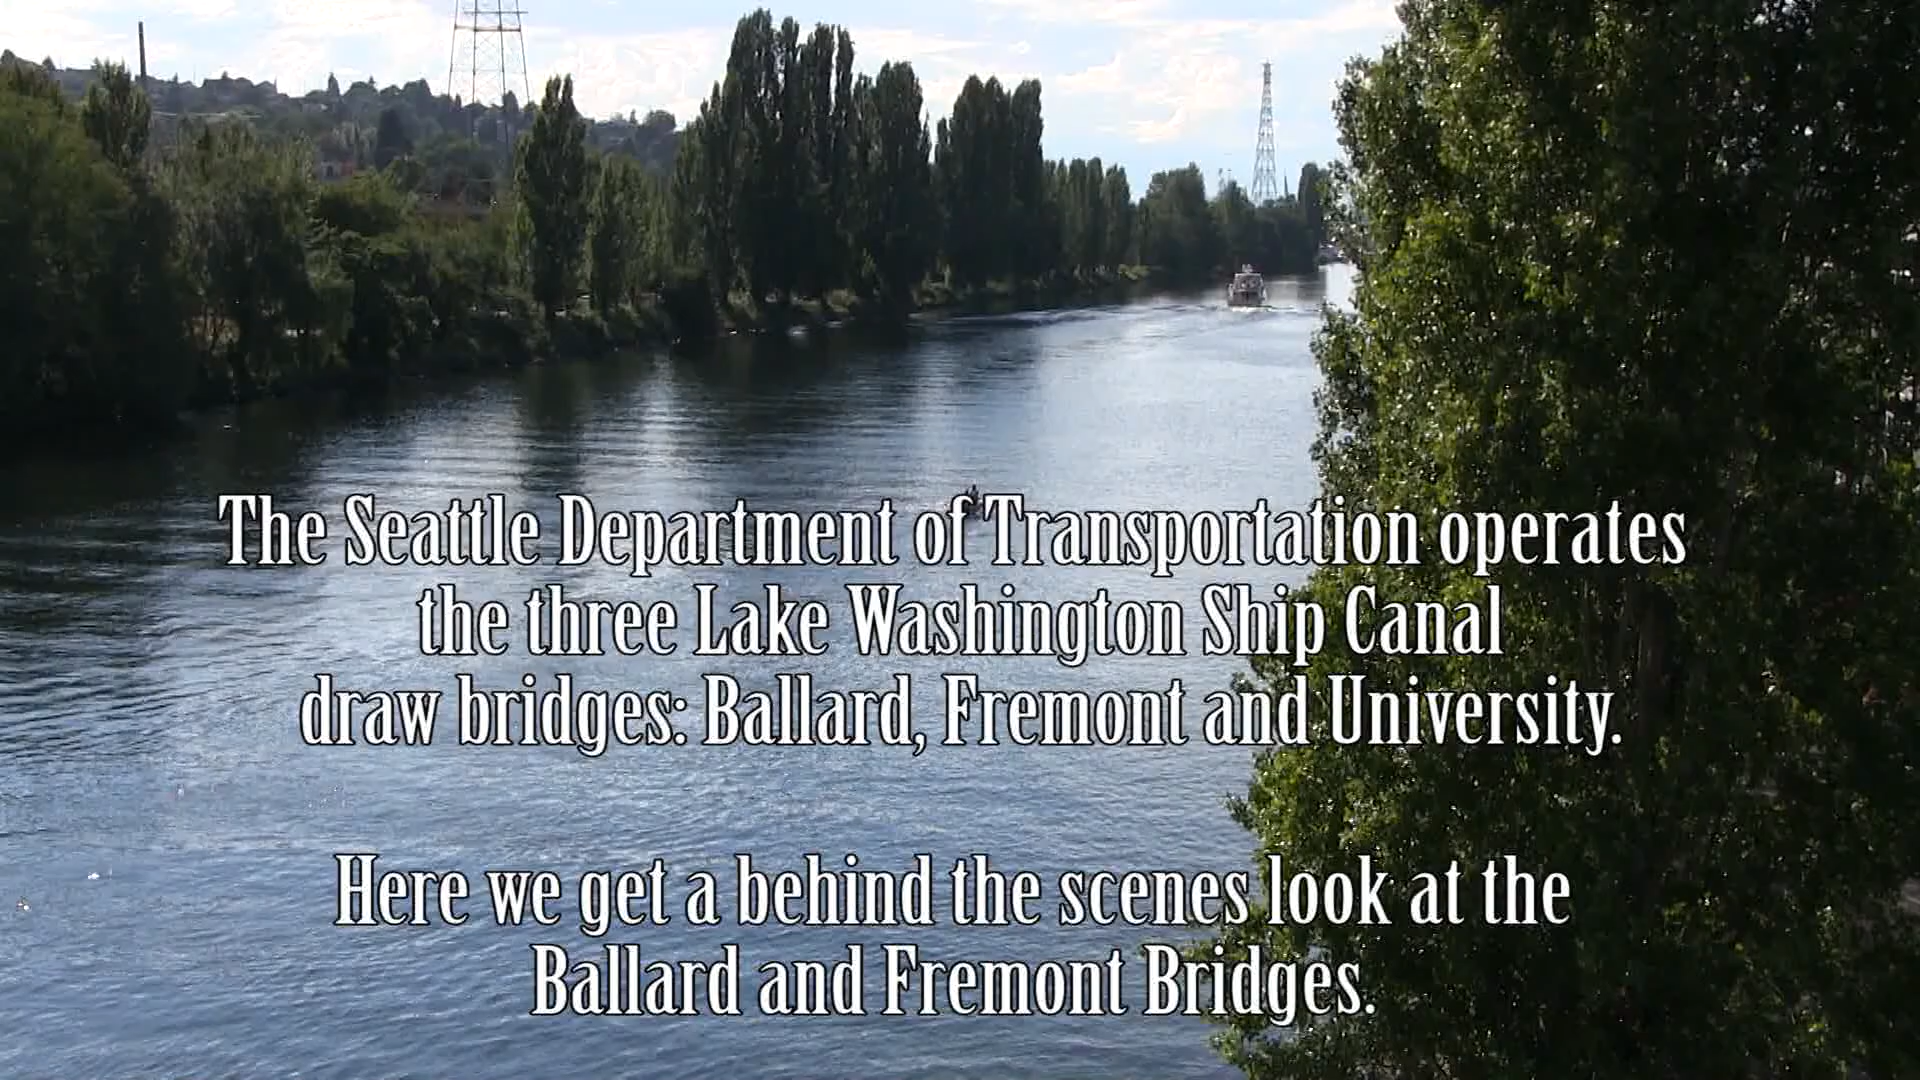 The Seattle Department of Transportation operates
the three Lake Washington Ship Canal
draw bridges: Ballard, Fremont and University.
Here we get a behind the scenes look at the
Ballard and Fremont Bridges.